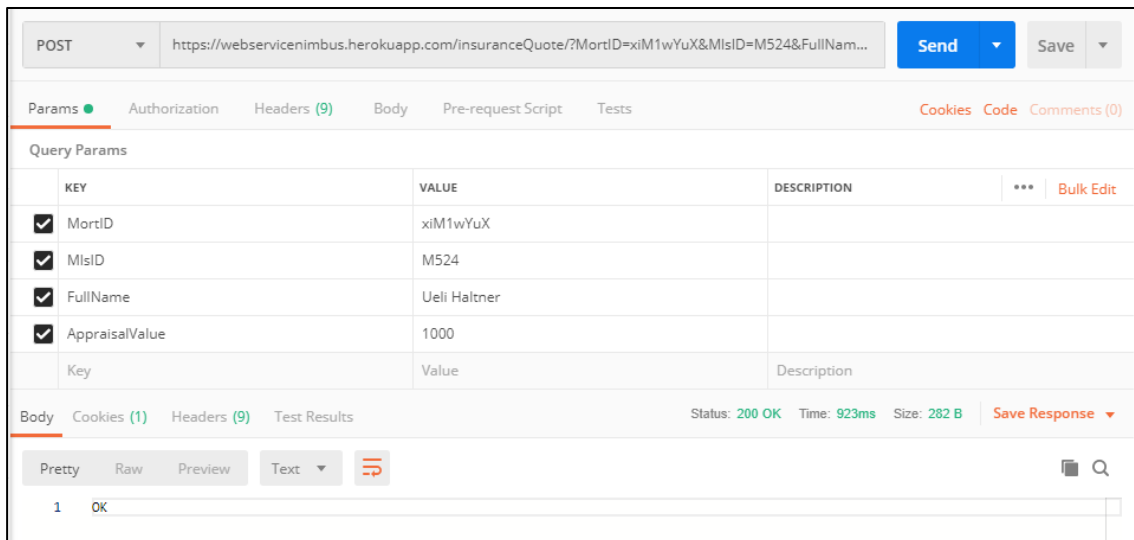 POST https://webservicenimbus.herokuapp.com/insuranceQuote/?MortID=xiM1wYuX&MlsID=M524&FullNam... Send Save
Params Authorization Headers (9) Body Pre-request Script Tests Cookies Code Comments (0)
Query Params
KEY VALUE DESCRIPTION ••• Bulk Edit
MortID xiM1wYuX
MlsID M524
FullName Ueli Haltner
AppraisalValue 1000
Key Value Description
Body Cookies (1) Headers (9) Test Results Status: 200 OK Time: 923ms Size: 282 B Save Response
Pretty Raw Preview Text
1 OK